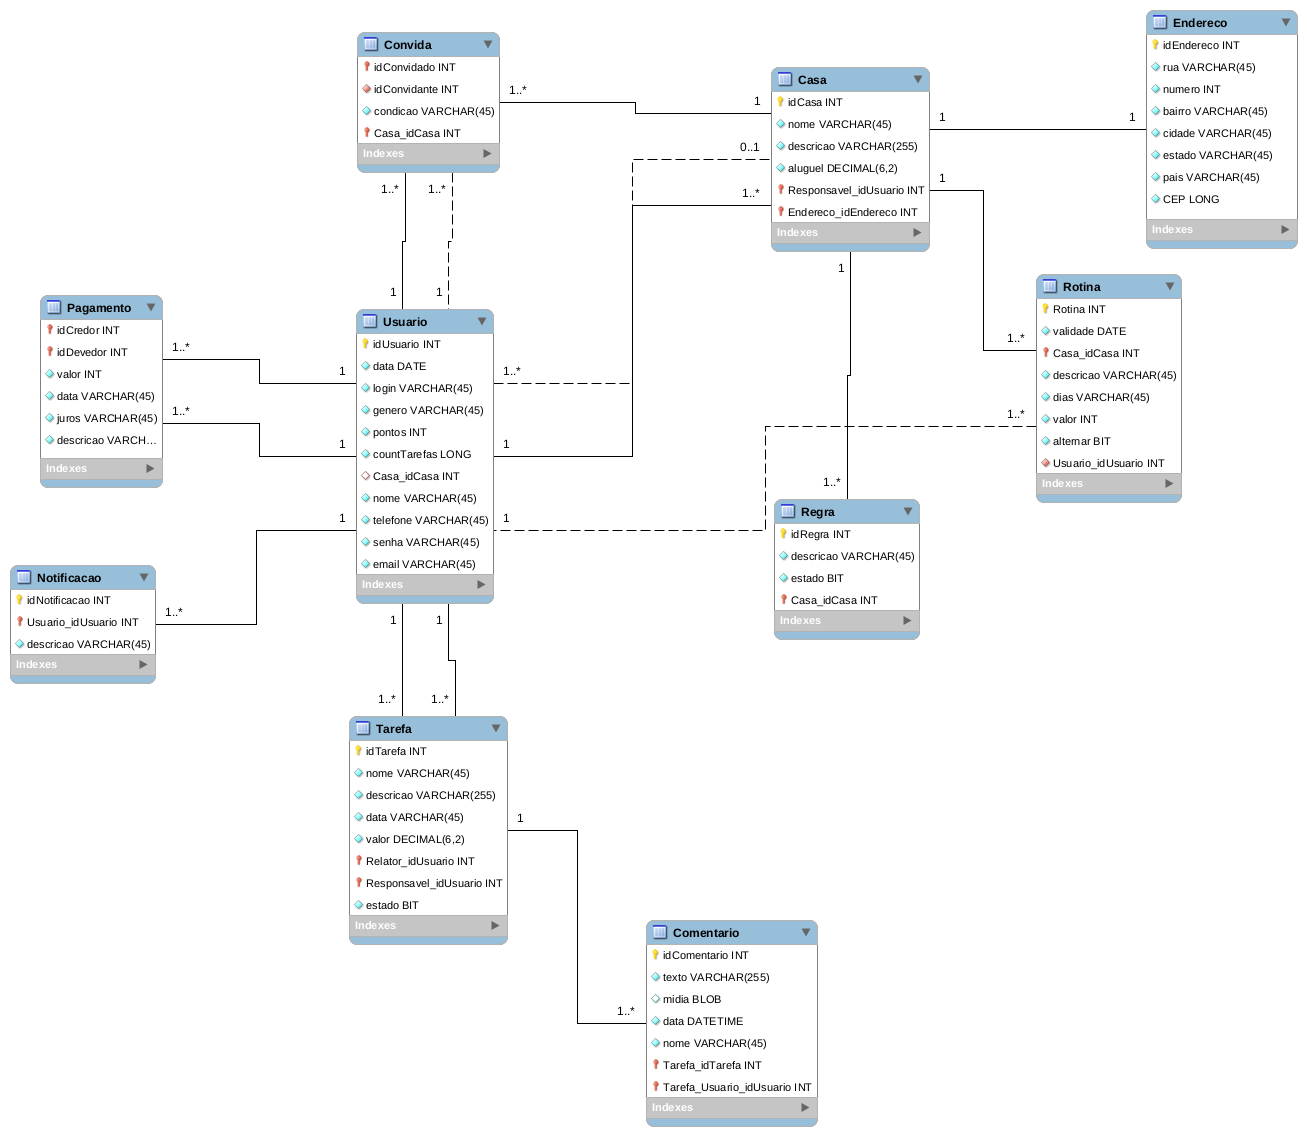 Convida
idConvidado INT
idConvidante INT
condicao VARCHAR(45)
Casa_idCasa INT
Indexes
Casa
idCasa INT
nome VARCHAR(45)
descricao VARCHAR(255)
aluguel DECIMAL(6,2)
Responsavel_idUsuario INT
Endereco_idEndereco INT
Indexes
Endereco
idEndereco INT
rua VARCHAR(45)
numero INT
bairro VARCHAR(45)
cidade VARCHAR(45)
estado VARCHAR(45)
pais VARCHAR(45)
CEP LONG
Indexes
1..*
1
1
1
0..1
1..*
1
1..*
1..*
1
1
1
Pagamento
idCredor INT
idDevedor INT
valor INT
data VARCHAR(45)
juros VARCHAR(45)
descricao VARCH...
Indexes
1..*
1
1..*
1
Usuario
idUsuario INT
data DATE
login VARCHAR(45)
genero VARCHAR(45)
pontos INT
countTarefas LONG
Casa_idCasa INT
nome VARCHAR(45)
telefone VARCHAR(45)
senha VARCHAR(45)
email VARCHAR(45)
Indexes
1..*
1
1
Rotina
Rotina INT
validade DATE
Casa_idCasa INT
descricao VARCHAR(45)
dias VARCHAR(45)
valor INT
alternar BIT
Usuario_idUsuario INT
Indexes
1..*
1..*
1..*
Regra
idRegra INT
descricao VARCHAR(45)
estado BIT
Casa_idCasa INT
Indexes
Notificacao
idNotificacao INT
Usuario_idUsuario INT
descricao VARCHAR(45)
Indexes
1
1..*
1
1
1..*
1..*
Tarefa
idTarefa INT
nome VARCHAR(45)
descricao VARCHAR(255)
data VARCHAR(45)
valor DECIMAL(6,2)
Relator_idUsuario INT
Responsavel_idUsuario INT
estado BIT
Indexes
1
1..*
Comentario
idComentario INT
texto VARCHAR(255)
midia BLOB
data DATETIME
nome VARCHAR(45)
Tarefa_idTarefa INT
Tarefa_Usuario_idUsuario INT
Indexes